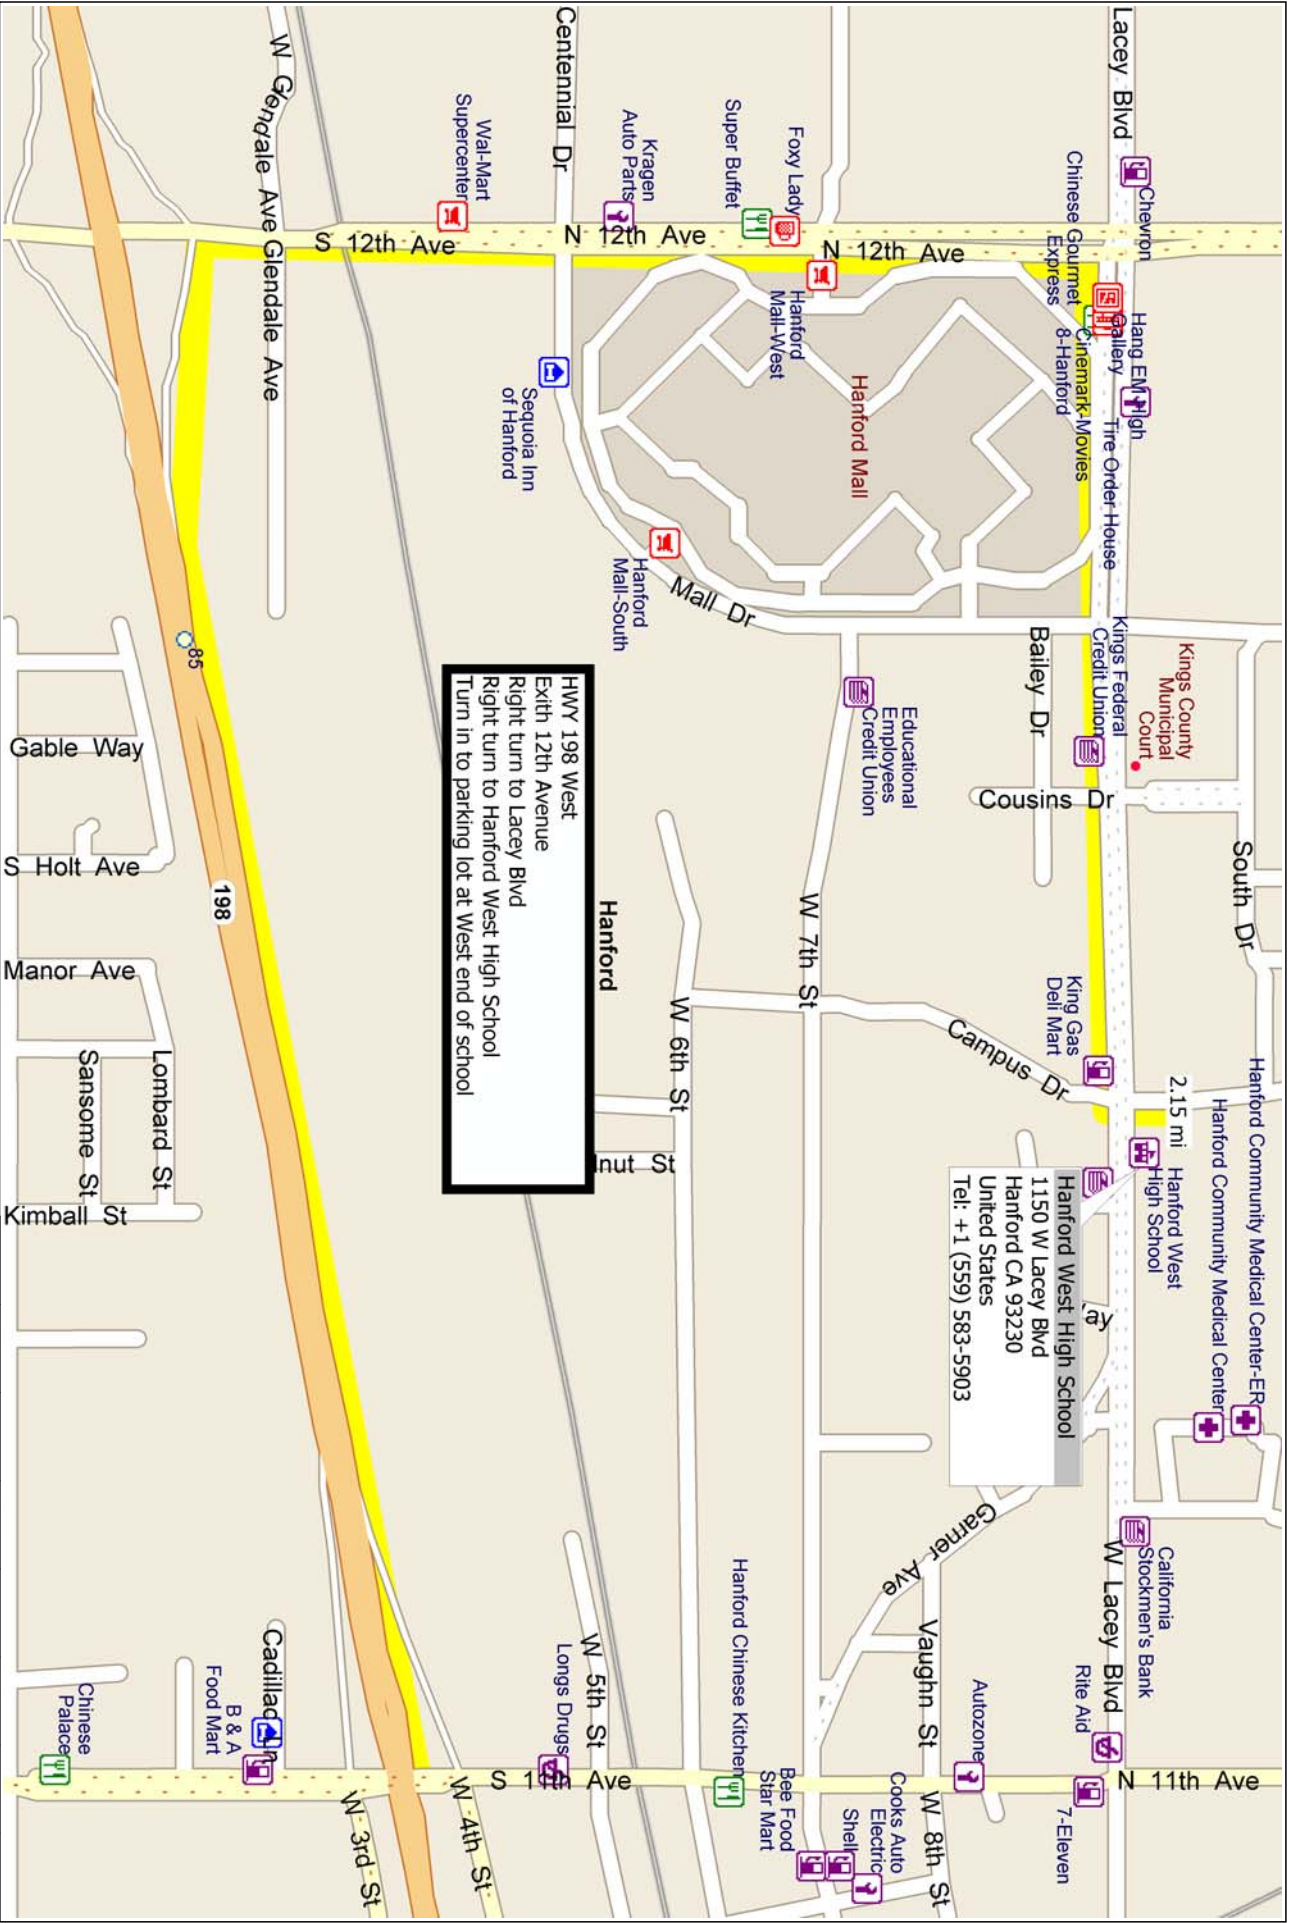 Lacey Blvd
Chevron
Chinese Gourmet
Express
Hang EM High
Gallery
Tire Order House
Cinemark-Movies
8-Hanford
Kings Federal
Credit Union
Kings County
Municipal
Court
South Dr
Bailey Dr
Cousins Dr
King Gas
Deli Mart
Campus Dr
2.15 mi
Hanford West
High School
Hanford Community Medical Center-ER
Hanford Community Medical Center
Hanford West High School
1150 W Lacey Blvd
Hanford CA 93230
United States
Tel: +1 (559) 583-5903
ay
California
Stockmen's Bank
W Lacey Blvd
Rite Aid
N 11th Ave
7-Eleven
Autozone
Garner Ave
Vaughn St
W 8th St
Cooks Auto
Electric
Shell
Bee Food
Star Mart
Hanford Chinese Kitchen
N 12th Ave
Foxy Lady
Super Buffet
Hanford
Mall-West
Hanford Mall
Kragen
Auto Parts
N 12th Ave
Centennial Dr
Sequoia Inn
of Hanford
Hanford
Mall-South
Mall Dr
Educational
Employees
Credit Union
W 7th St
W 6th St
Hanford
lnut St
HWY 198 West
Exith 12th Avenue
Right turn to Lacey Blvd
Right turn to Hanford West High School
Turn in to parking lot at West end of school
Wal-Mart
Supercenter
S 12th Ave
W Glendale Ave
Glendale Ave
85
198
Gable Way
S Holt Ave
Manor Ave
Lombard St
Sansome St
Kimball St
W 5th St
Longs Drugs
S 11th Ave
W 4th St
W 3rd St
Cadillac Ln
B & A
Food Mart
Chinese
Palace